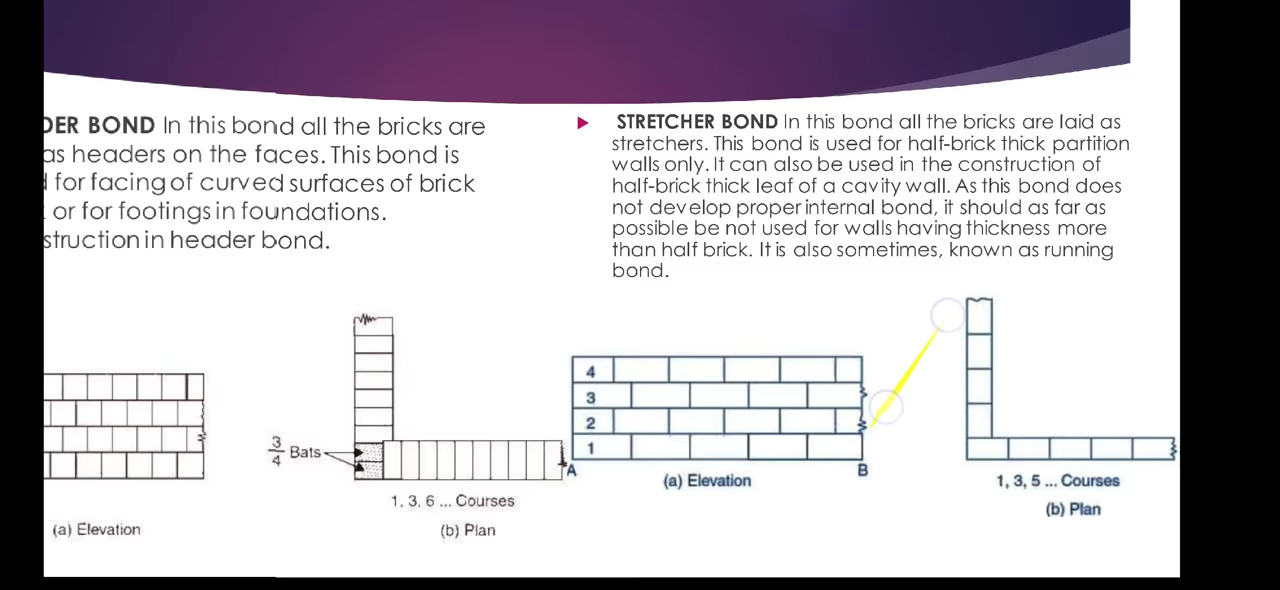 DER BOND In this bond all the bricks are
as headers on the faces. This bond is
for facing of curved surfaces of brick
or for footings in foundations.
struction in header bond.
STRETCHER BOND In this bond all the bricks are laid as
stretchers. This bond is used for half-brick thick partition
walls only. It can also be used in the construction of
half-brick thick leaf of a cavity wall. As this bond does
not develop proper internal bond, it should as far as
possible be not used for walls having thickness more
than half brick. It is also sometimes, known as running
bond.
3/4 Bats
1, 3, 6 ... Courses
(a) Elevation
(b) Plan
4
3
2
1
A
B
(a) Elevation
1, 3, 5 ... Courses
(b) Plan